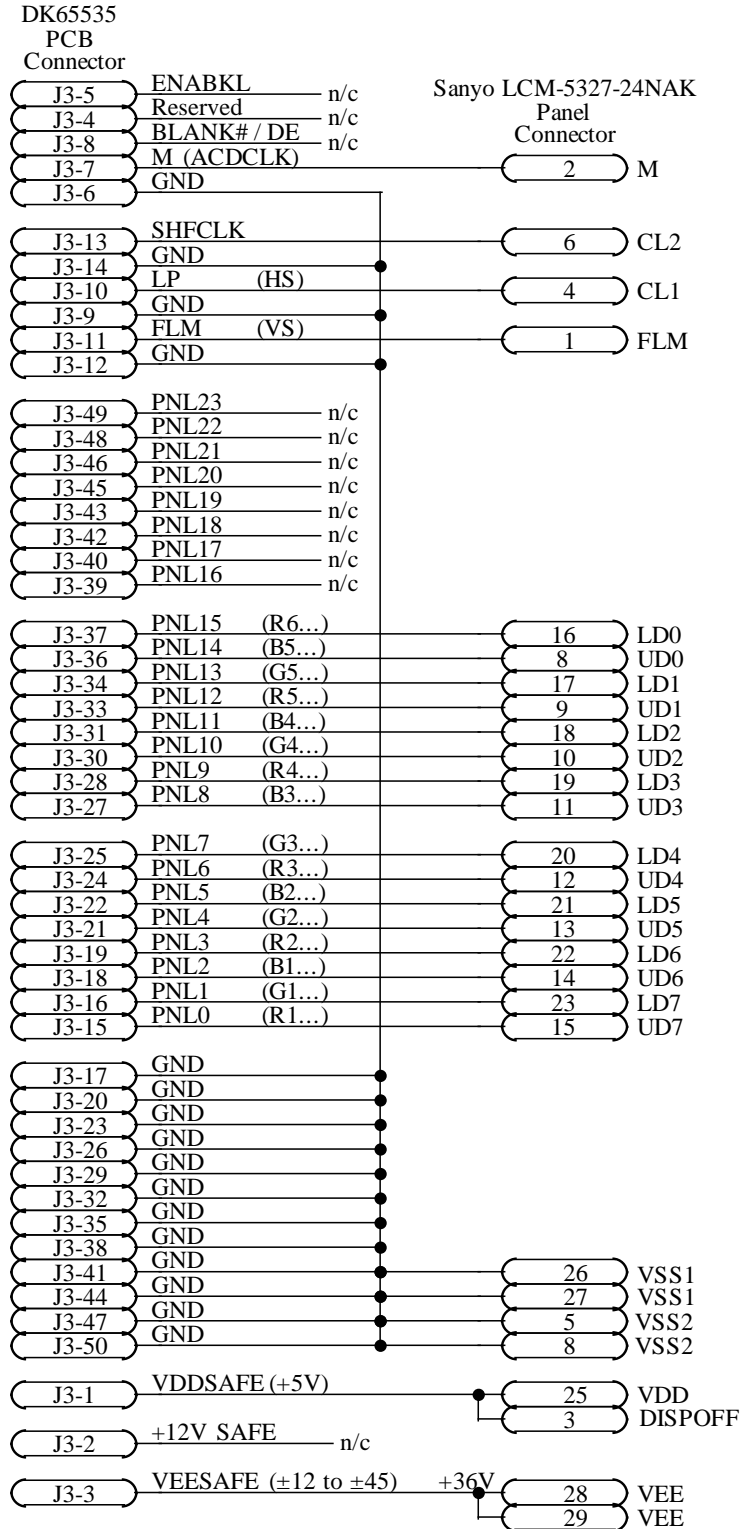 DK65535
PCB
Connector
Sanyo LCM-5327-24NAK
Panel
Connector
J3-5 ENABKL n/c
J3-4 Reserved n/c
J3-8 BLANK# / DE n/c
J3-7 M (ACDCLK) 2 M
J3-6 GND
J3-13 SHFCLK 6 CL2
J3-14 GND
J3-10 LP (HS) 4 CL1
J3-9 GND
J3-11 FLM (VS) 1 FLM
J3-12 GND
J3-49 PNL23 n/c
J3-48 PNL22 n/c
J3-46 PNL21 n/c
J3-45 PNL20 n/c
J3-43 PNL19 n/c
J3-42 PNL18 n/c
J3-40 PNL17 n/c
J3-39 PNL16 n/c
J3-37 PNL15 (R6...) 16 LD0
J3-36 PNL14 (B5...) 8 UD0
J3-34 PNL13 (G5...) 17 LD1
J3-33 PNL12 (R5...) 9 UD1
J3-31 PNL11 (B4...) 18 LD2
J3-30 PNL10 (G4...) 10 UD2
J3-28 PNL9 (R4...) 19 LD3
J3-27 PNL8 (B3...) 11 UD3
J3-25 PNL7 (G3...) 20 LD4
J3-24 PNL6 (R3...) 12 UD4
J3-22 PNL5 (B2...) 21 LD5
J3-21 PNL4 (G2...) 13 UD5
J3-19 PNL3 (R2...) 22 LD6
J3-18 PNL2 (B1...) 14 UD6
J3-16 PNL1 (G1...) 23 LD7
J3-15 PNL0 (R1...) 15 UD7
J3-17 GND
J3-20 GND
J3-23 GND
J3-26 GND
J3-29 GND
J3-32 GND
J3-35 GND
J3-38 GND
J3-41 GND 26 VSS1
J3-44 GND 27 VSS1
J3-47 GND 5 VSS2
J3-50 GND 8 VSS2
J3-1 VDDSAFE (+5V) 25 VDD
3 DISPOFF
J3-2 +12V SAFE n/c
J3-3 VEESAFE (±12 to ±45) +36V 28 VEE
29 VEE